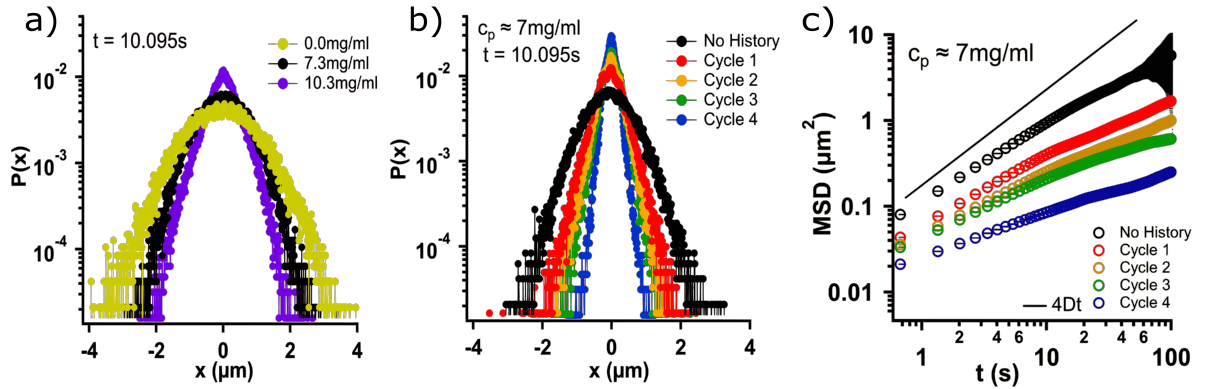 a)
t = 10.095s
0.0mg/ml
7.3mg/ml
10.3mg/ml
P(x)
10⁻²
10⁻³
10⁻⁴
-4 -2 0 2 4
x (µm)
b)
cₚ ≈ 7mg/ml
t = 10.095s
No History
Cycle 1
Cycle 2
Cycle 3
Cycle 4
P(x)
10⁻²
10⁻³
10⁻⁴
-4 -2 0 2 4
x (µm)
c)
cₚ ≈ 7mg/ml
MSD (µm²)
10
1
0.1
0.01
No History
Cycle 1
Cycle 2
Cycle 3
Cycle 4
4Dt
1 2 4 6 10 2 4 6 100
t (s)